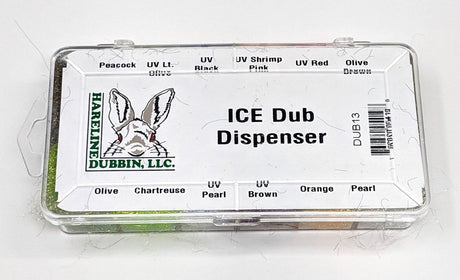 Peacock
UV Lt.
Olive
UV
Black
UV Shrimp
Pink
UV Red
Olive
Brown
HARELINE
DUBBIN, LLC.
ICE Dub
Dispenser
DUB13
Olive
Chartreuse
UV
Pearl
UV
Brown
Orange
Pearl